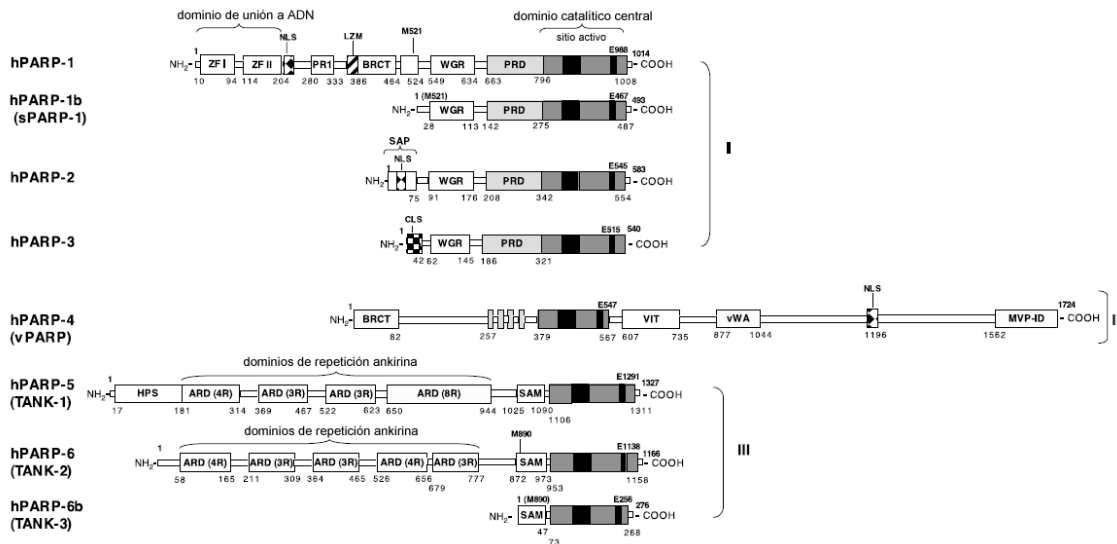 dominio de unión a ADN
dominio catalítico central
NLS LZM M521 sitio activo
hPARP-1 NH2 1 ZF I ZF II PR1 BRCT WGR PRD E988 1014 COOH
10 94 114 204 280 333 386 464 524 549 634 663 796 1008
hPARP-1b NH2 1 (M521) WGR PRD E467 493 COOH
(sPARP-1) 28 113 142 275 487
SAP
NLS
hPARP-2 NH2 1 WGR PRD E545 583 COOH
75 91 176 208 342 554
I
CLS
hPARP-3 NH2 1 WGR PRD E515 540 COOH
42 62 145 186 321
NLS
hPARP-4 NH2 1 BRCT E547 VIT vWA MVP-ID 1724 COOH
(vPARP) 82 257 379 567 607 735 877 1044 1196 1552
II
dominios de repetición ankirina
hPARP-5 NH2 1 HPS ARD (4R) ARD (3R) ARD (3R) ARD (8R) SAM E1291 1327 COOH
(TANK-1) 17 181 314 369 467 522 623 650 944 1025 1090 1106 1311
dominios de repetición ankirina
M890
hPARP-6 NH2 1 ARD (4R) ARD (3R) ARD (3R) ARD (4R) ARD (3R) SAM E1138 1166 COOH
(TANK-2) 58 165 211 309 364 465 526 656 679 777 872 973 953 1158
III
hPARP-6b NH2 1 (M890) SAM E256 276 COOH
(TANK-3) 47 73 268